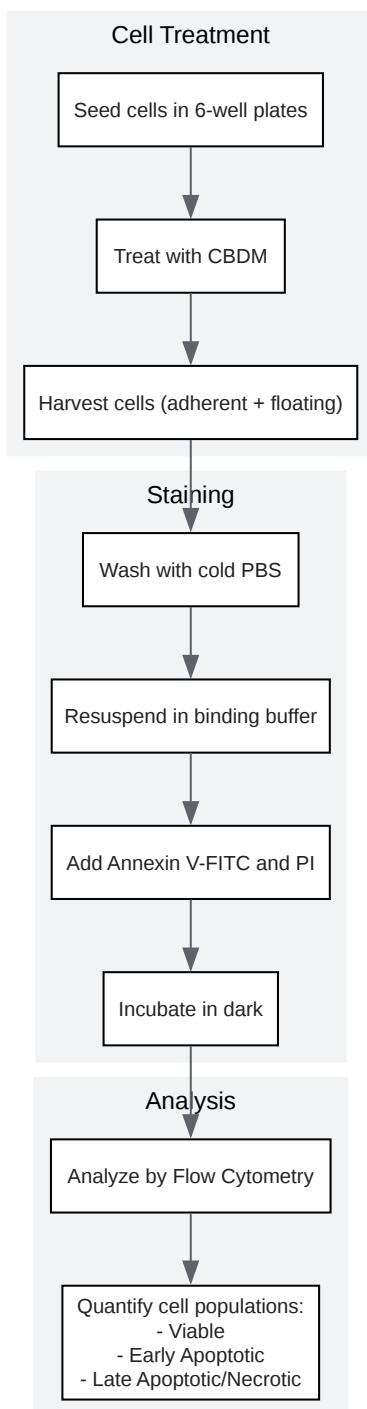 Cell Treatment
Seed cells in 6-well plates
Treat with CBDM
Harvest cells (adherent + floating)
Staining
Wash with cold PBS
Resuspend in binding buffer
Add Annexin V-FITC and PI
Incubate in dark
Analysis
Analyze by Flow Cytometry
Quantify cell populations:
- Viable
- Early Apoptotic
- Late Apoptotic/Necrotic